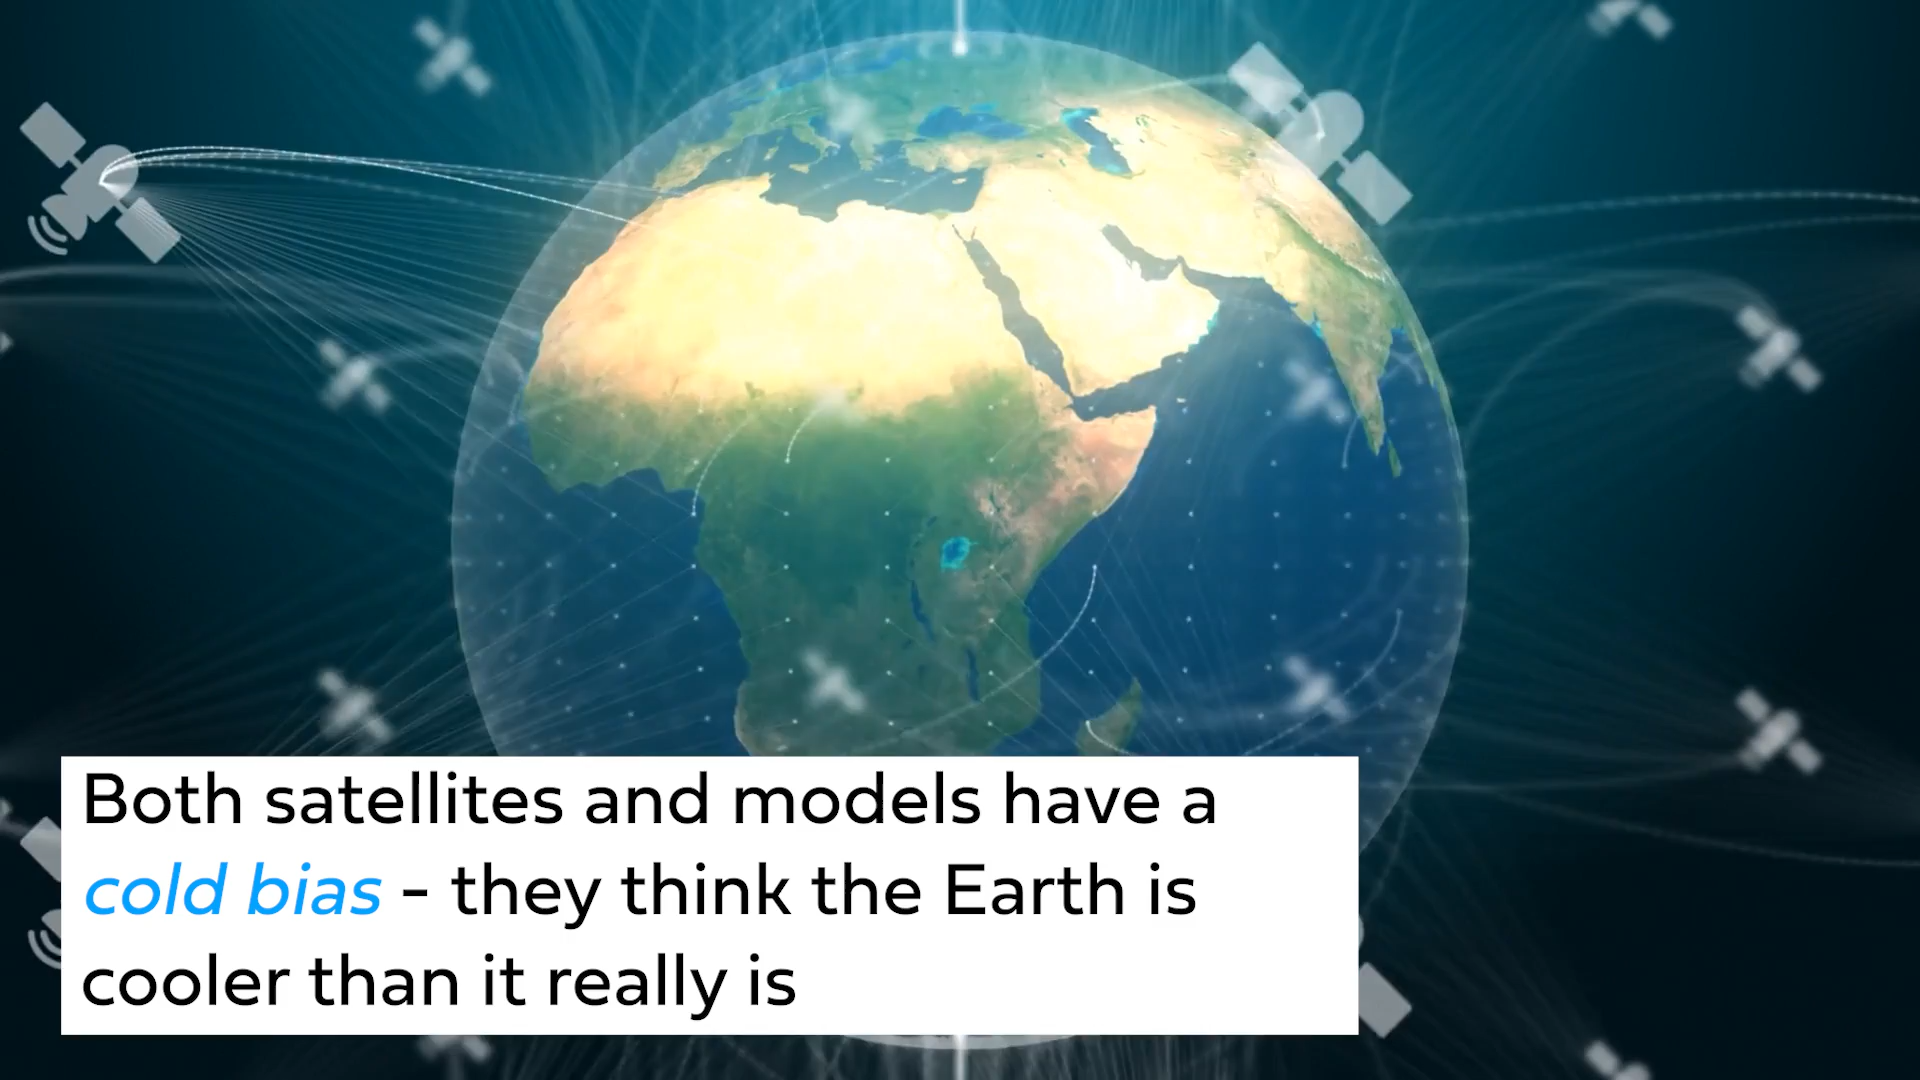 Both satellites and models have a
cold bias - they think the Earth is
cooler than it really is